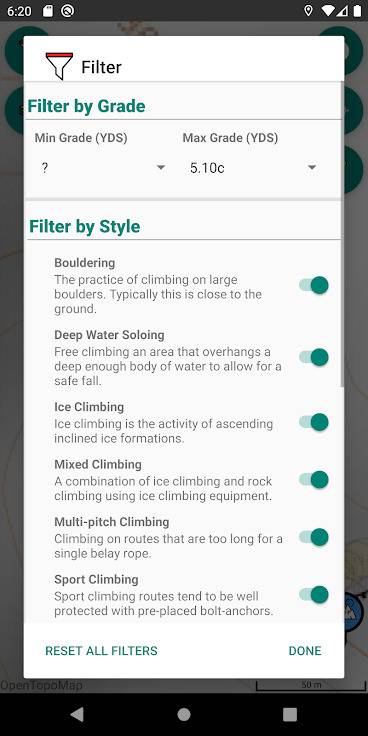 6:20
Filter
Filter by Grade
Min Grade (YDS) Max Grade (YDS)
? 5.10c
Filter by Style
Bouldering
The practice of climbing on large
boulders. Typically this is close to the
ground.
Deep Water Soloing
Free climbing an area that overhangs a
deep enough body of water to allow for a
safe fall.
Ice Climbing
Ice climbing is the activity of ascending
inclined ice formations.
Mixed Climbing
A combination of ice climbing and rock
climbing using ice climbing equipment.
Multi-pitch Climbing
Climbing on routes that are too long for a
single belay rope.
Sport Climbing
Sport climbing routes tend to be well
protected with pre-placed bolt-anchors.
RESET ALL FILTERS DONE
OpenTopoMap 50 m